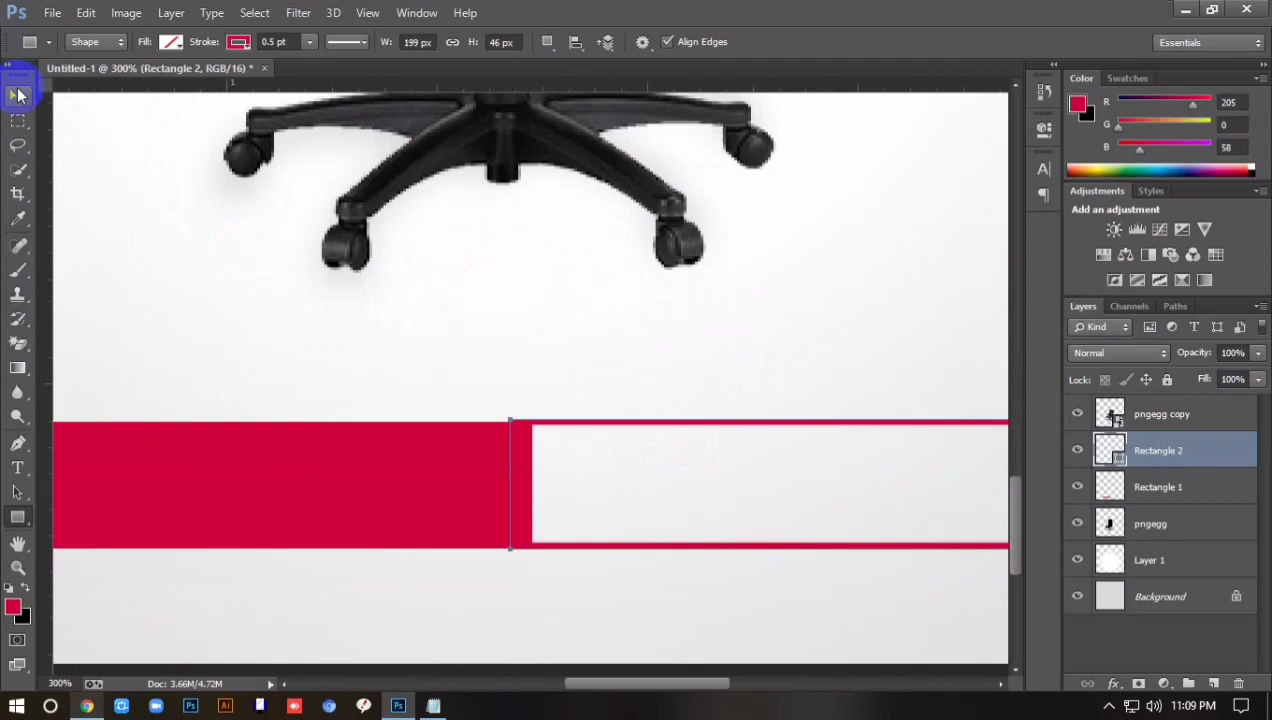 Ps File Edit Image Layer Type Select Filter 3D View Window Help
Shape Fill: Stroke: 0.5 pt W: 199 px H: 46 px Align Edges Essentials
Untitled-1 @ 300% (Rectangle 2, RGB/16) * ×
1
Color Swatches
R 205
G 0
B 58
Adjustments Styles
Add an adjustment
Layers Channels Paths
Kind
Normal Opacity: 100%
Lock: Fill: 100%
pngegg copy
Rectangle 2
Rectangle 1
pngegg
Layer 1
Background
300% Doc: 3.66M/4.72M
11:09 PM